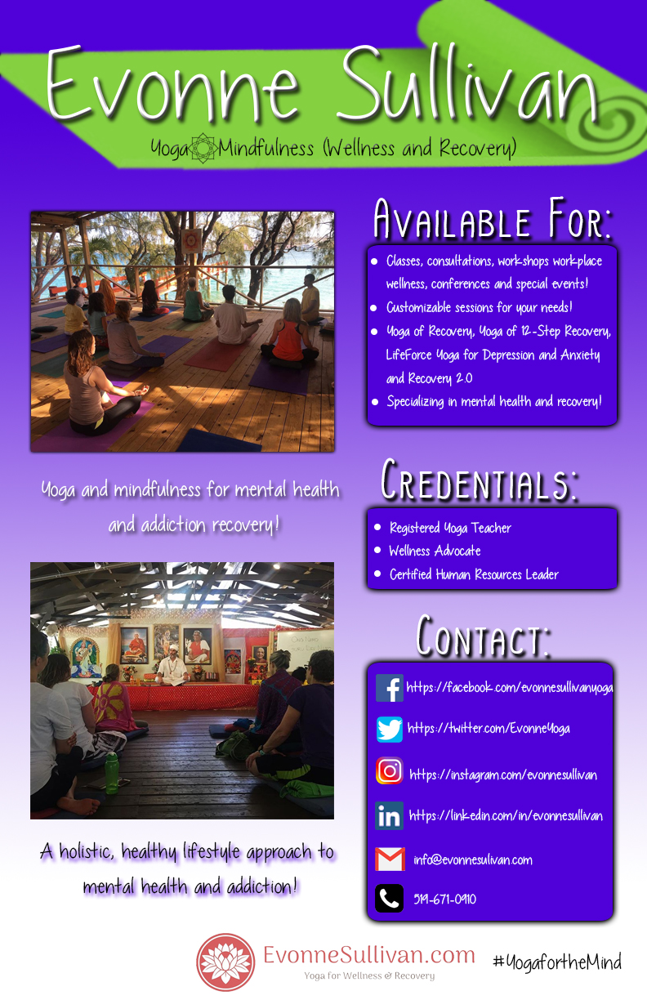 Evonne Sullivan
Yoga Mindfulness (Wellness and Recovery)
Available For:
Classes, consultations, workshops workplace
wellness, conferences and special events!
Customizable sessions for your needs!
Yoga of Recovery, Yoga of 12-Step Recovery,
LifeForce Yoga for Depression and Anxiety
and Recovery 2.0
Specializing in mental health and recovery!
Yoga and mindfulness for mental health
and addiction recovery!
Credentials:
Registered Yoga Teacher
Wellness Advocate
Certified Human Resources Leader
A holistic, healthy lifestyle approach to
mental health and addiction!
Contact:
https://facebook.com/evonnesullivanyoga
https://twitter.com/EvonneYoga
https://instagram.com/evonnesullivan
https://linkedin.com/in/evonnesullivan
info@evonnesulivan.com
519-671-0910
EvonneSullivan.com
Yoga for Wellness & Recovery
#YogafortheMind